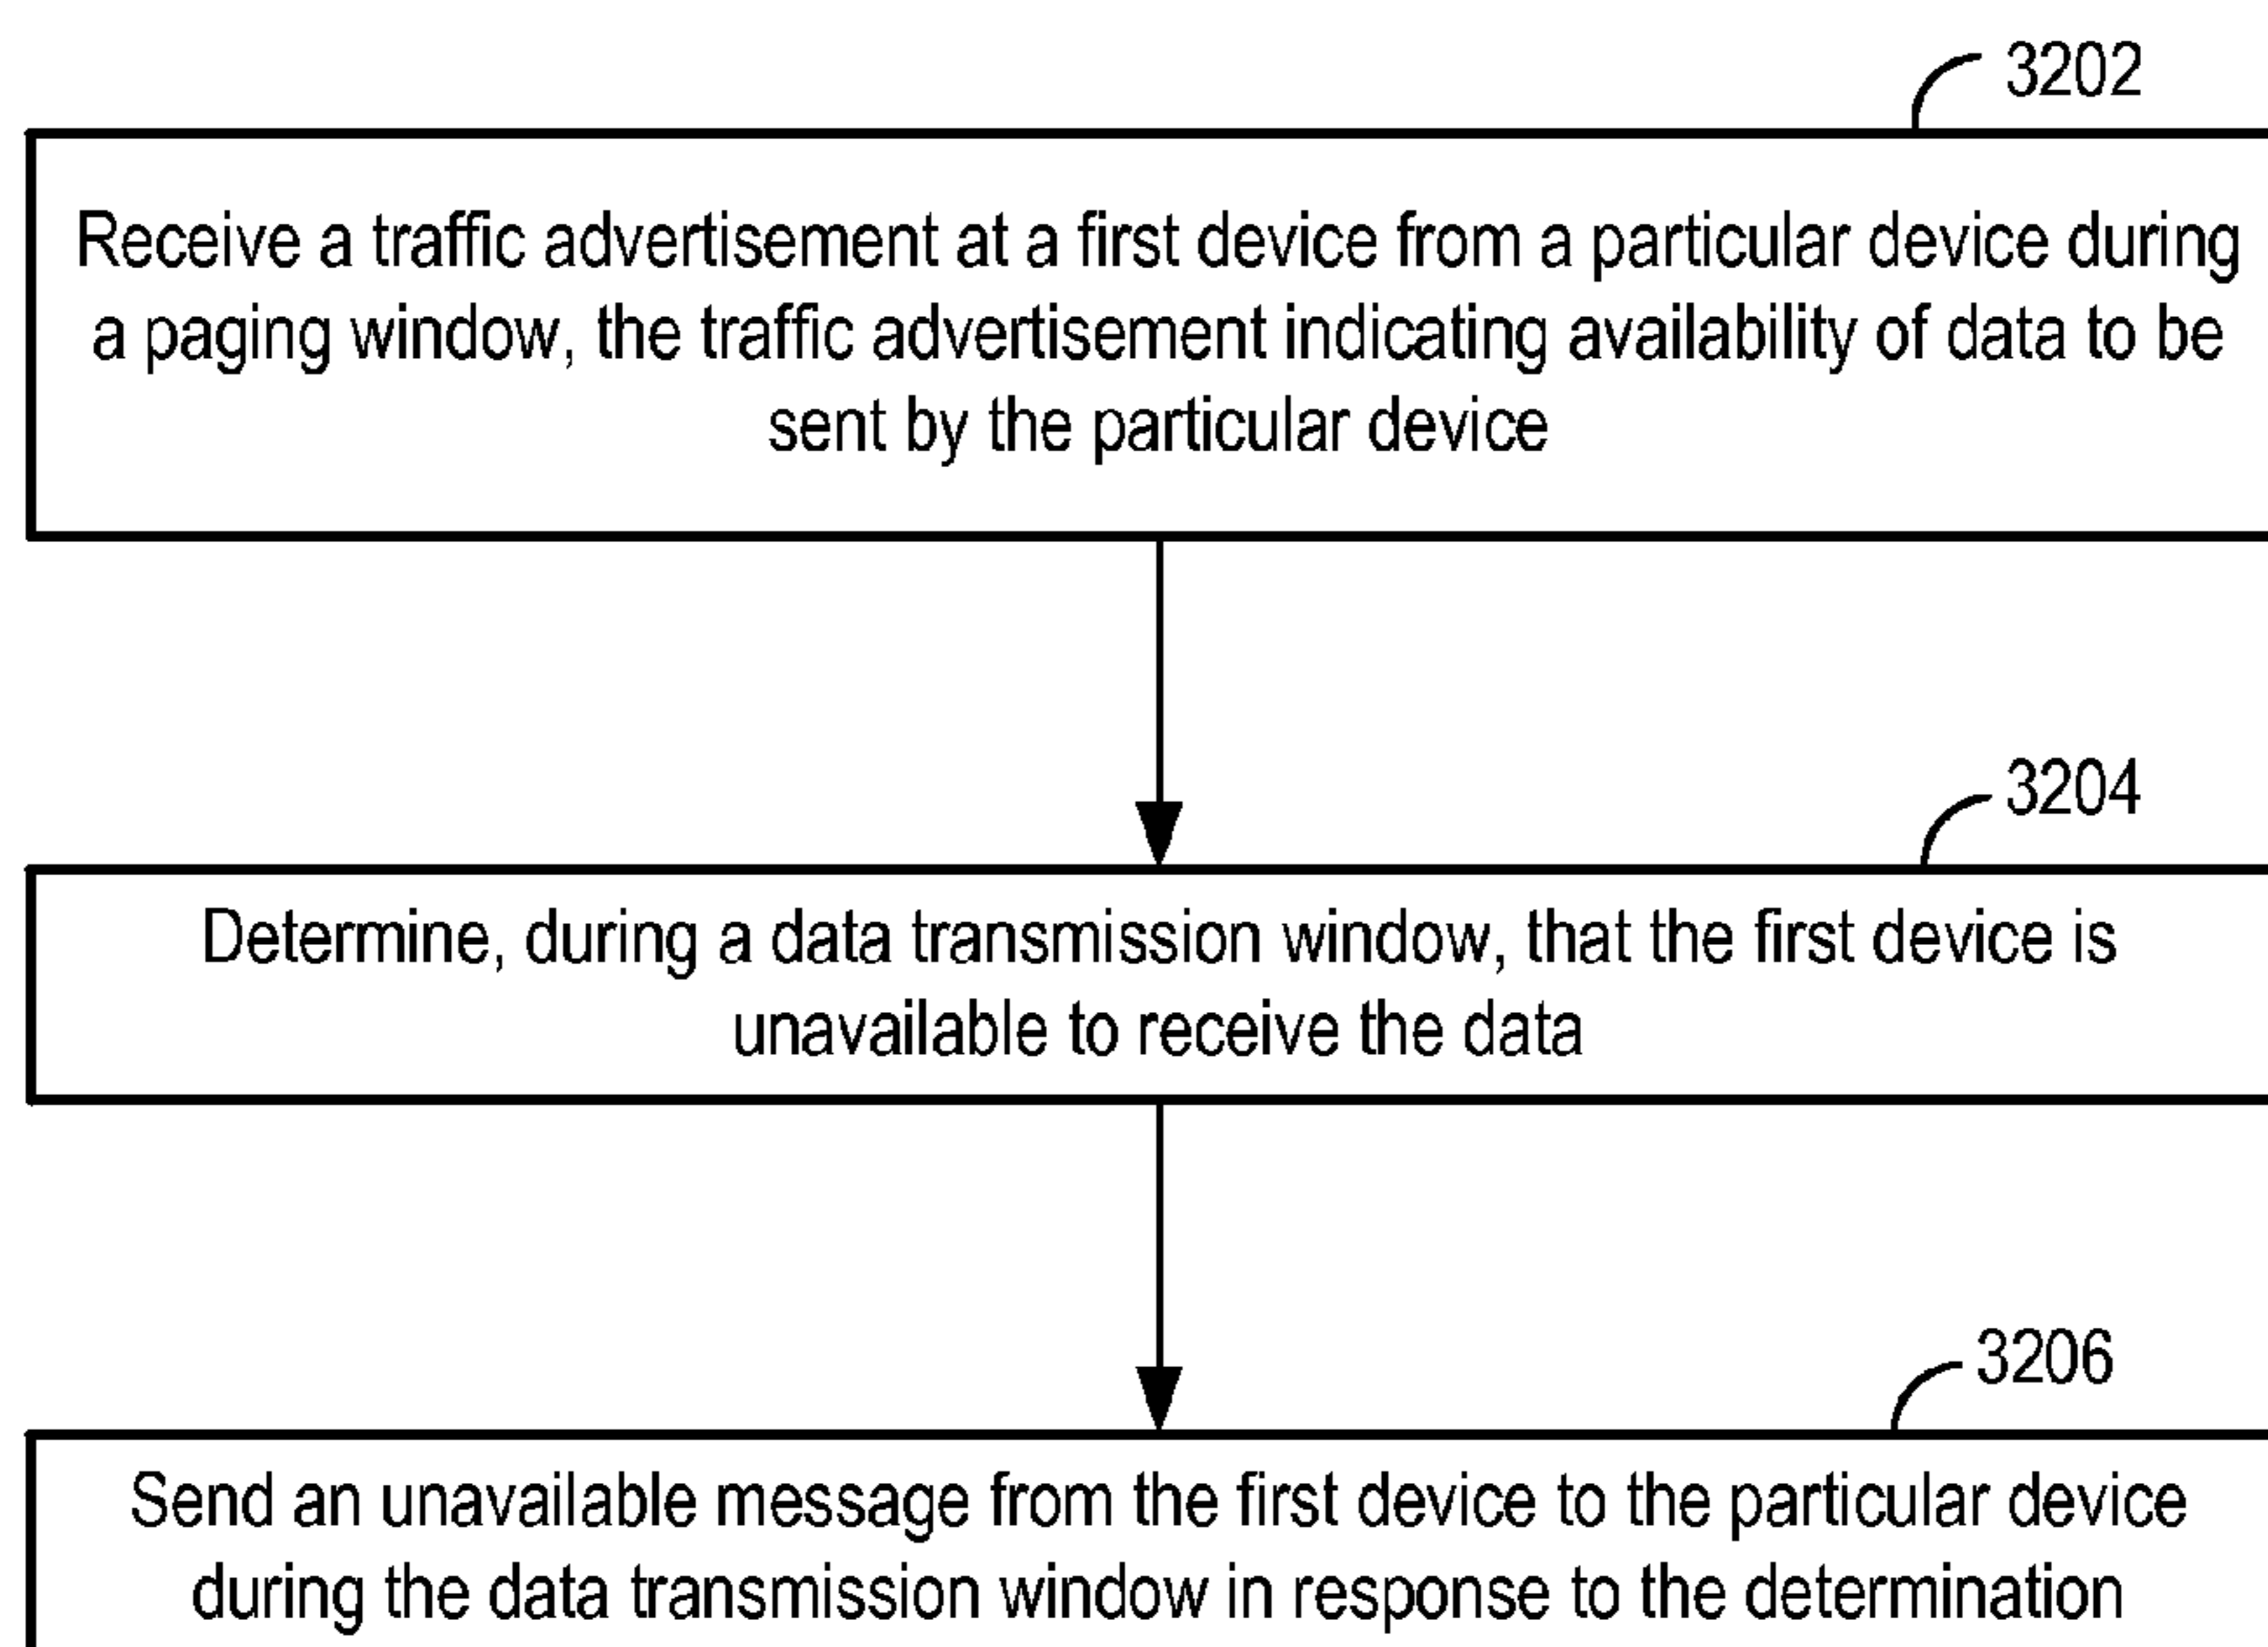 3202
Receive a traffic advertisement at a first device from a particular device during
a paging window, the traffic advertisement indicating availability of data to be
sent by the particular device
3204
Determine, during a data transmission window, that the first device is
unavailable to receive the data
3206
Send an unavailable message from the first device to the particular device
during the data transmission window in response to the determination